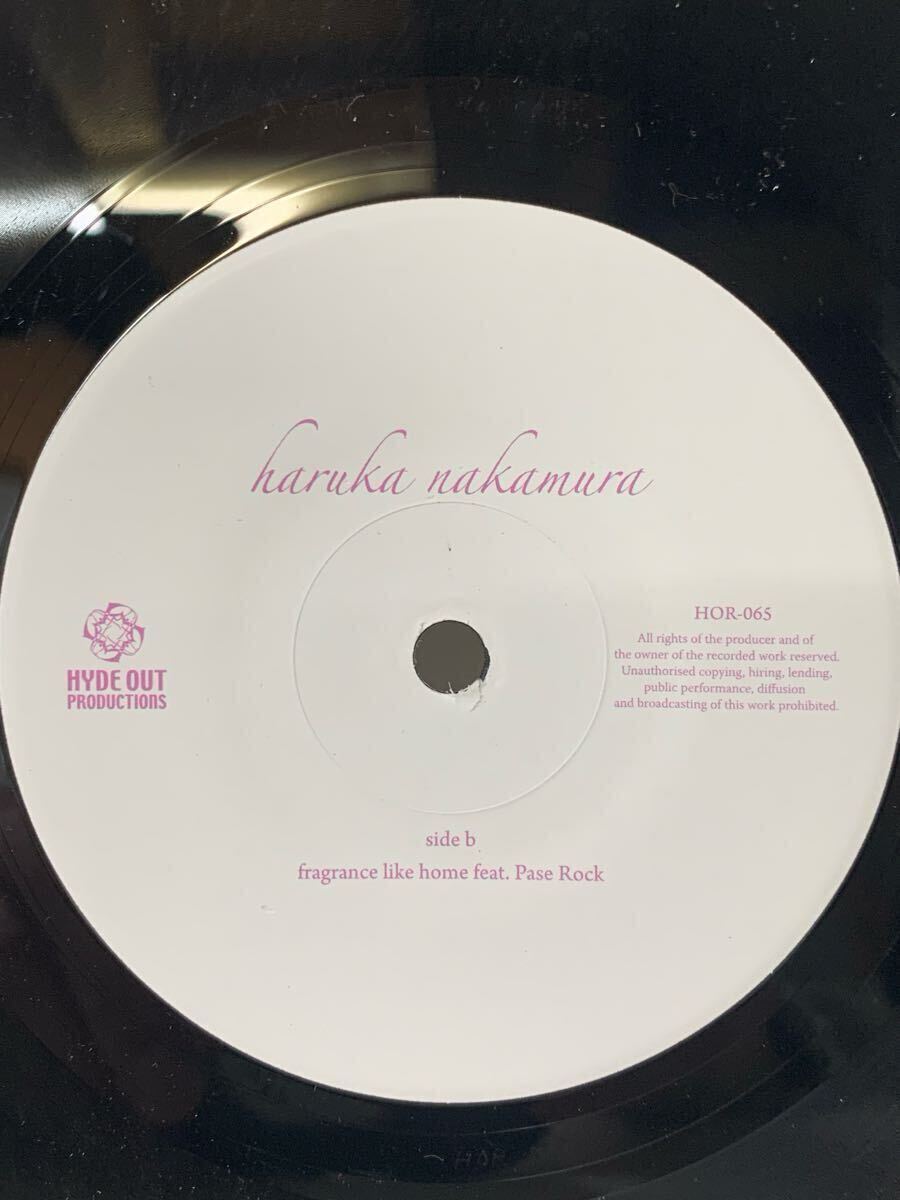 haruka nakamura
HYDE OUT
PRODUCTIONS
HOR-065
All rights of the producer and of
the owner of the recorded work reserved.
Unauthorised copying, hiring, lending,
public performance, diffusion
and broadcasting of this work prohibited.
side b
fragrance like home feat. Pase Rock
HOR